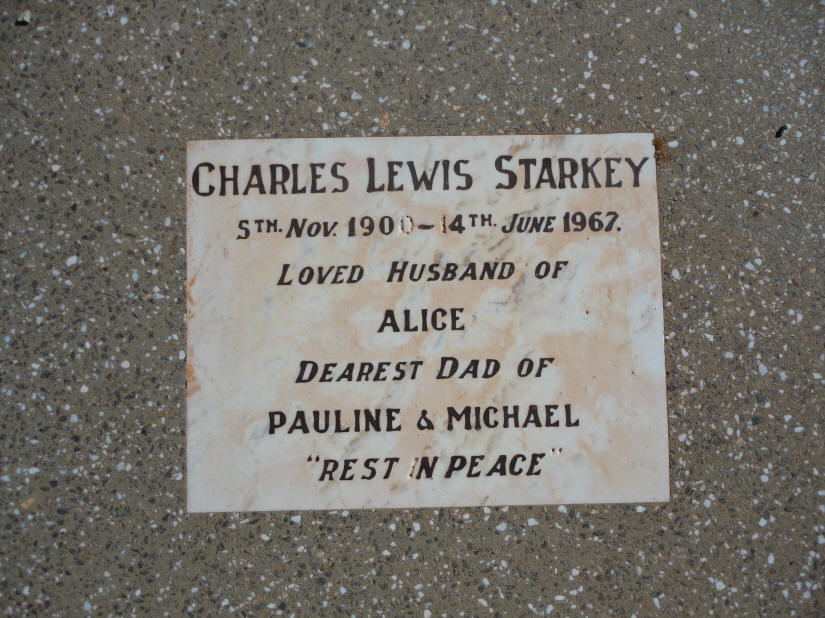 CHARLES LEWIS STARKEY
5TH. NOV. 1900 - 14TH. JUNE 1967.
LOVED HUSBAND OF
ALICE
DEAREST DAD OF
PAULINE & MICHAEL
"REST IN PEACE"